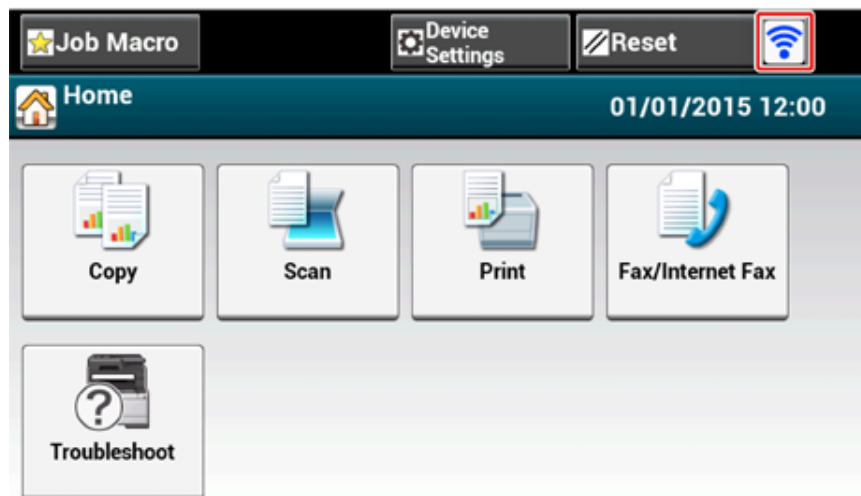 Job Macro
Device
Settings
Reset
Home
01/01/2015 12:00
Copy
Scan
Print
Fax/Internet Fax
?
Troubleshoot